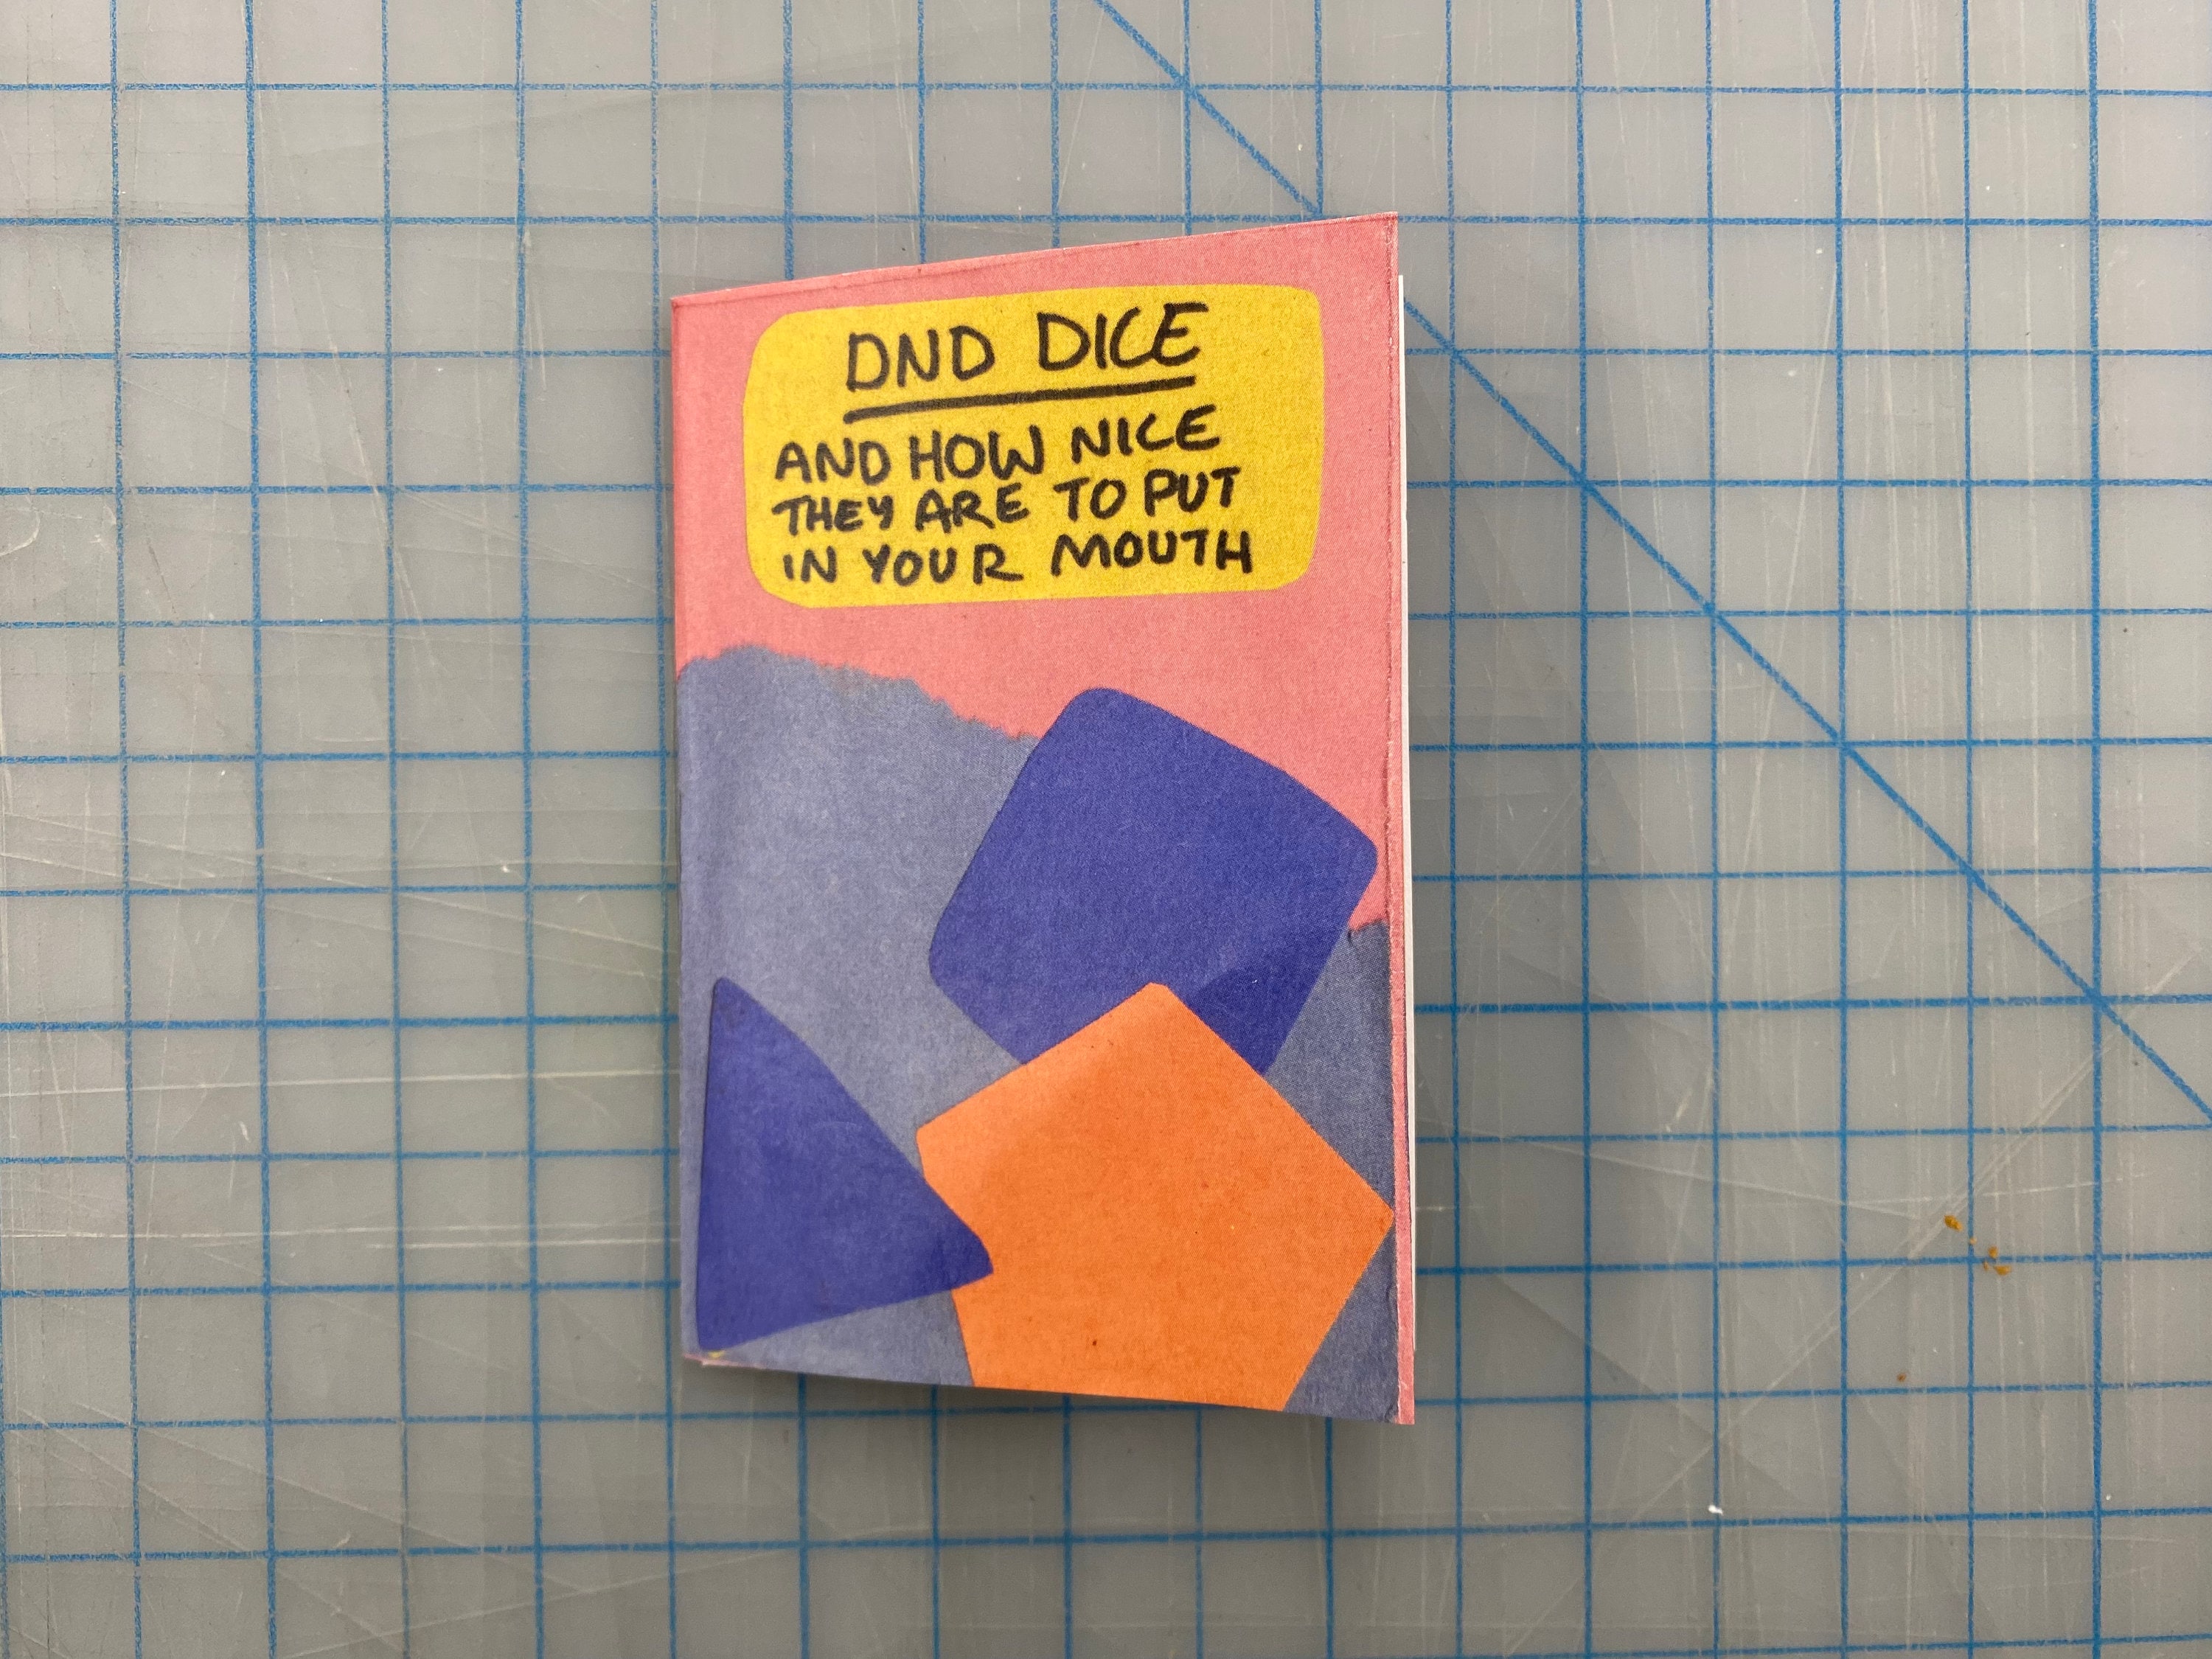 DND DICE
AND HOW NICE
THEY ARE TO PUT
IN YOUR MOUTH